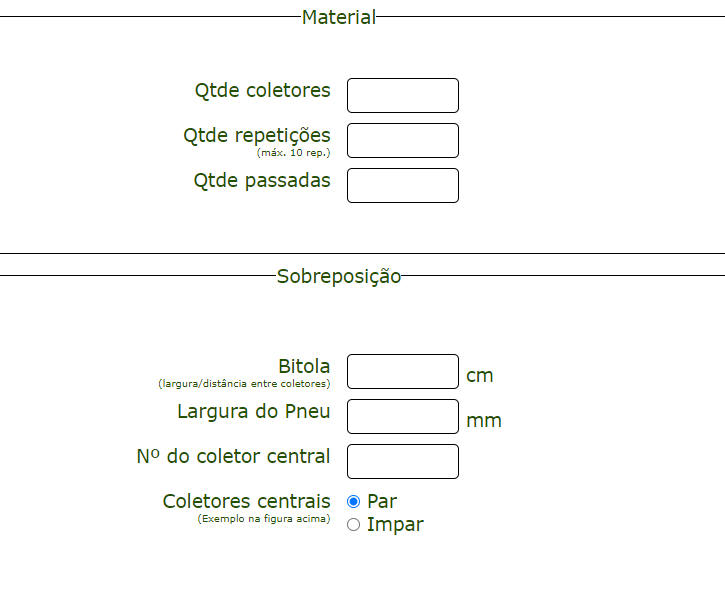 Material
Qtde coletores
Qtde repetições
(máx. 10 rep.)
Qtde passadas
Sobreposição
Bitola
(largura/distância entre coletores)
cm
Largura do Pneu
mm
Nº do coletor central
Coletores centrais
(Exemplo na figura acima)
Par
Impar